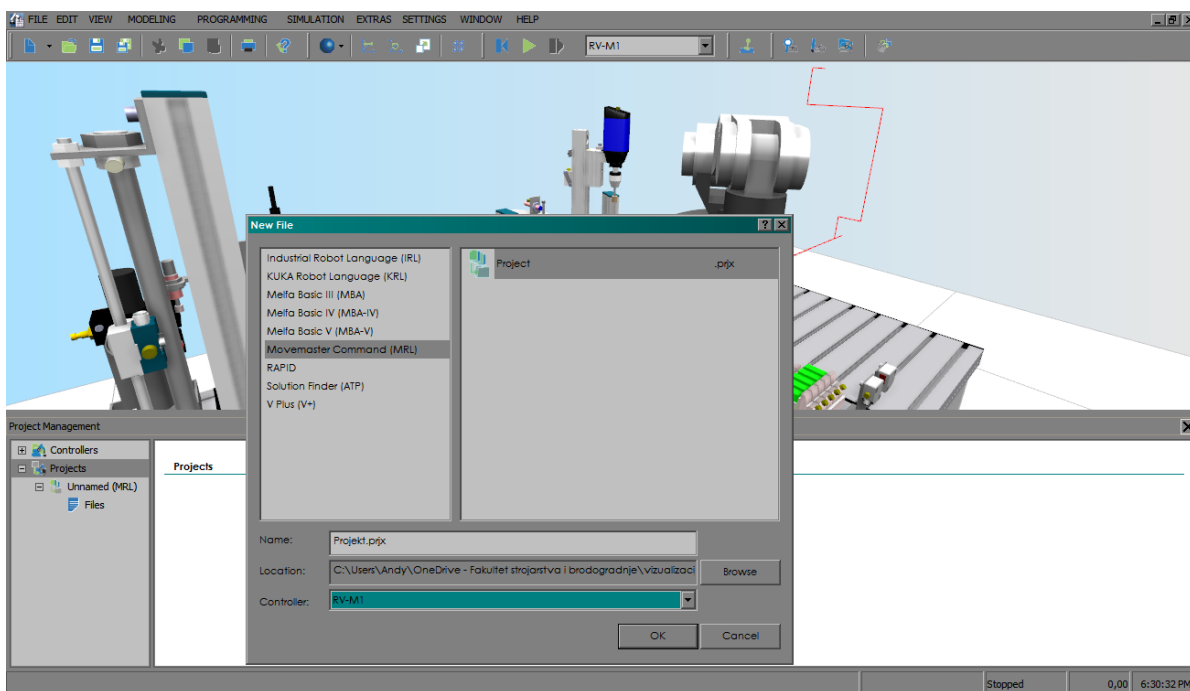 FILE EDIT VIEW MODELING PROGRAMMING SIMULATION EXTRAS SETTINGS WINDOW HELP
RV-M1
New File
Industrial Robot Language (IRL)
KUKA Robot Language (KRL)
Melfa Basic III (MBA)
Melfa Basic IV (MBA-IV)
Melfa Basic V (MBA-V)
Movemaster Command (MRL)
RAPID
Solution Finder (ATP)
V Plus (V+)
Project .prjx
Name: Projekt.prjx
Location: C:\Users\Andy\OneDrive - Fakultet strojarstva i brodogradnje\vizualizaci Browse
Controller: RV-M1
OK Cancel
Project Management
Controllers
Projects
Unnamed (MRL)
Files
Projects
Stopped 0,00 6:30:32 PM